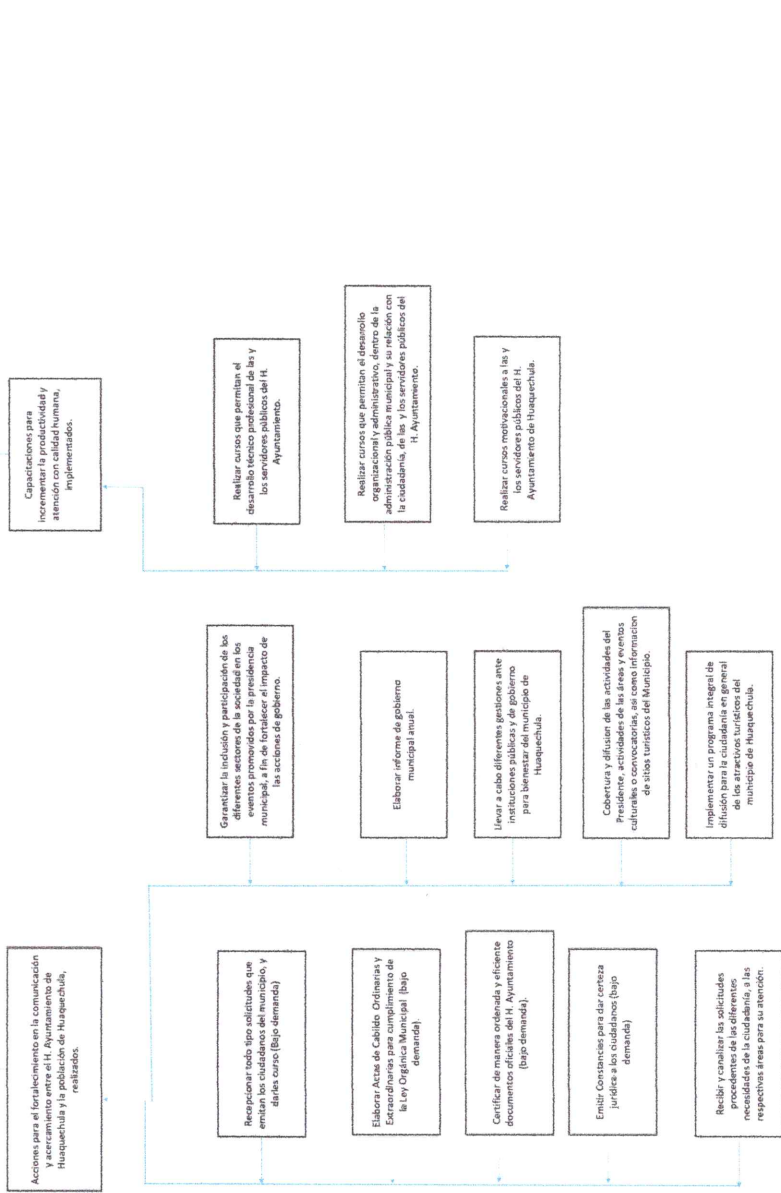 Acciones para el fortalecimiento en la comunicación
y acercamiento entre el H. Ayuntamiento de
Huaquechula y la población de Huaquechula,
realizados.
Recepcionar todo tipo solicitudes que
emitan los ciudadanos del municipio, y
darles curso (Bajo demanda)
Elaborar Actas de Cabildo Ordinarias y
Extraordinarias para cumplimiento de
la Ley Orgánica Municipal (bajo
demanda).
Certificar de manera ordenada y eficiente
documentos oficiales del H. Ayuntamiento
(bajo demanda).
Emitir Constancies para dar certeza
jurídica a los ciudadanos (bajo
demanda)
Recibir y canalizar las solicitudes
procedentes de las diferentes
necesidades de la ciudadanía, a las
respectivas áreas para su atención.
Garantizar la inclusión y participación de los
diferentes sectores de la sociedad en los
eventos promovidos por la presidencia
municipal, a fin de fortalecer el impacto de
las acciones de gobierno.
Elaborar informe de gobierno
municipal anual.
Llevar a cabo diferentes gestiones ante
instituciones públicas y de gobierno
para bienestar del municipio de
Huaquechula.
Cobertura y difusion de las actividades del
Presidente, actividades de las áreas y eventos
culturales o convocatorias, asi como informacion
de sitios turisticos del Municipio.
Implementar un programa integral de
difusión para la ciudadanía en general
de los atractivos turísticos del
municipio de Huaquechula.
Capacitaciones para
incrementar la productividad y
atención con calidad humana,
implementados.
Realizar cursos que permitan el
desarrollo técnico profesional de las y
los servidores públicos del H.
Ayuntamiento.
Realizar cursos que permitan el desarrollo
organizacional y administrativo, dentro de la
administración pública municipal y su relación con
la ciudadanía, de las y los servidores públicos del
H. Ayuntamiento.
Realizar cursos motivacionales a las y
los servidores públicos del H.
Ayuntamiento de Huaquechula.